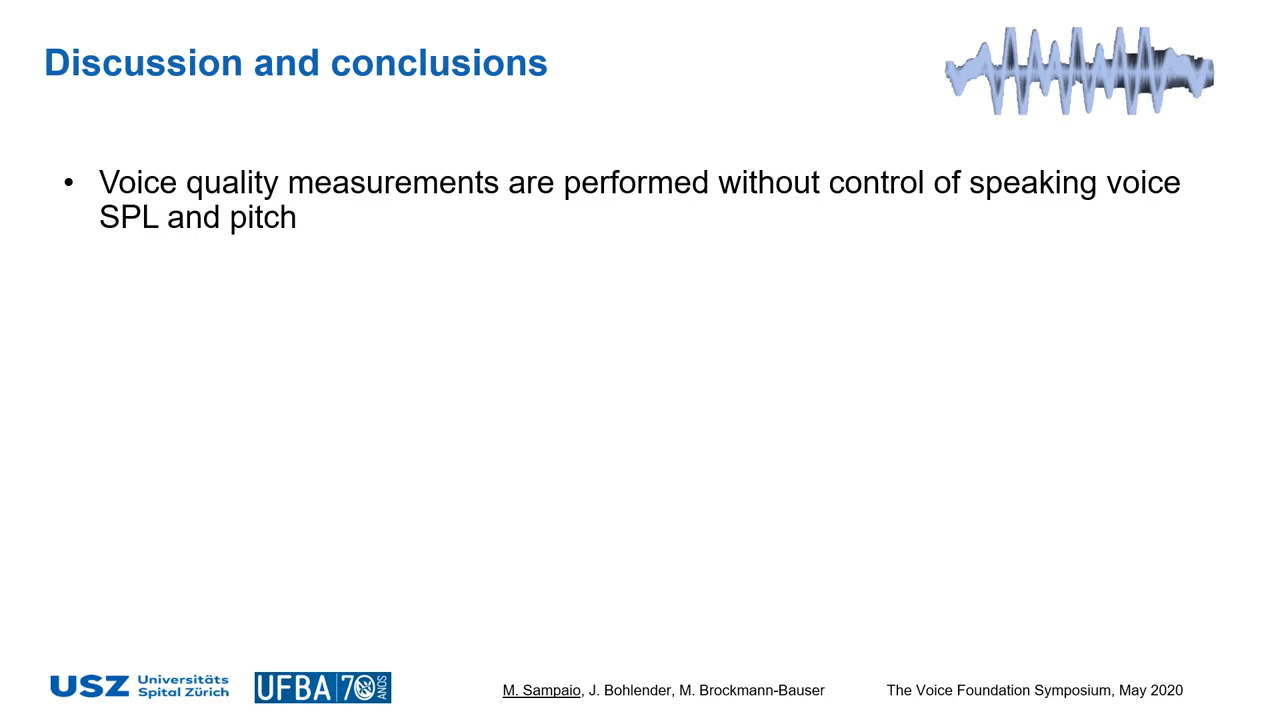 Discussion and conclusions
• Voice quality measurements are performed without control of speaking voice
SPL and pitch
USZ Universitäts
Spital Zürich
UFBA 70 ANOS
M. Sampaio, J. Bohlender, M. Brockmann-Bauser
The Voice Foundation Symposium, May 2020